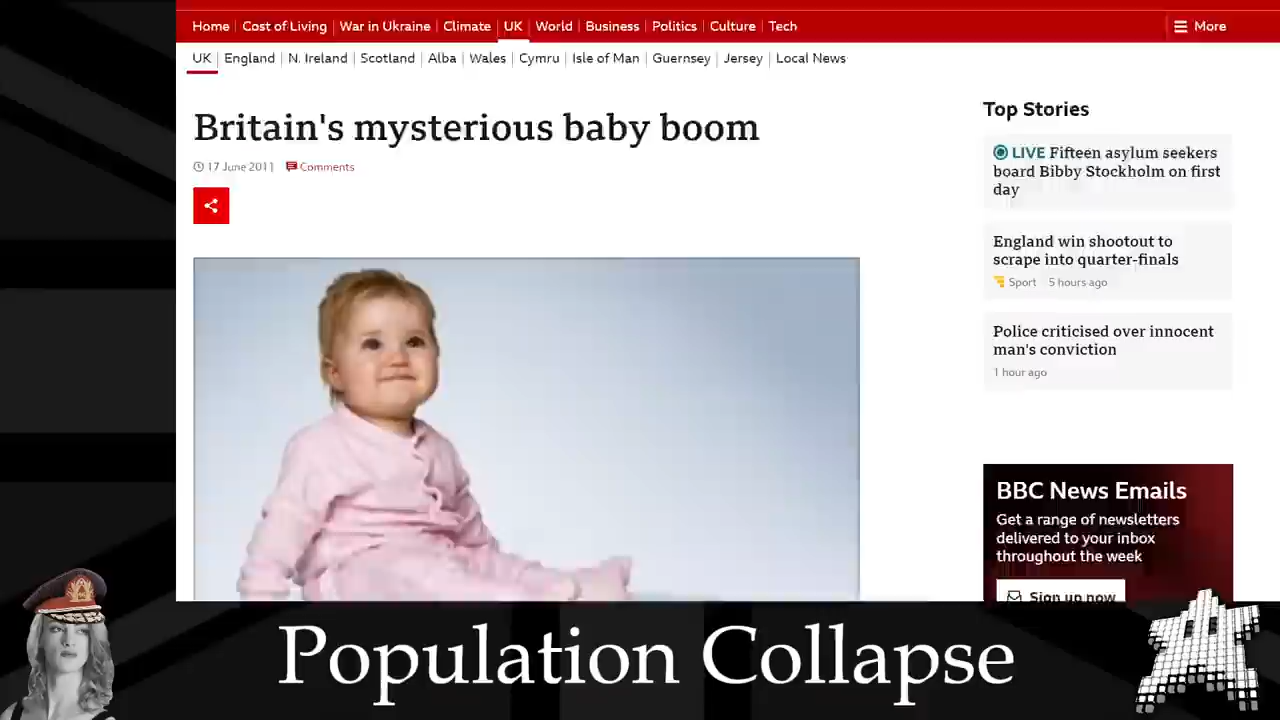 Home Cost of Living War in Ukraine Climate UK World Business Politics Culture Tech More
UK England N. Ireland Scotland Alba Wales Cymru Isle of Man Guernsey Jersey Local News
Britain's mysterious baby boom
17 June 2011 Comments
Top Stories
LIVE Fifteen asylum seekers
board Bibby Stockholm on first
day
England win shootout to
scrape into quarter-finals
Sport 5 hours ago
Police criticised over innocent
man's conviction
1 hour ago
BBC News Emails
Get a range of newsletters
delivered to your inbox
throughout the week
Sign up now
Population Collapse